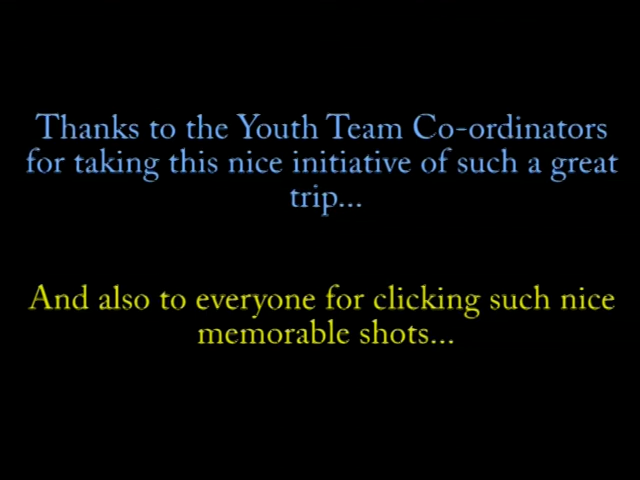 Thanks to the Youth Team Co-ordinators
for taking this nice initiative of such a great
trip...
And also to everyone for clicking such nice
memorable shots...